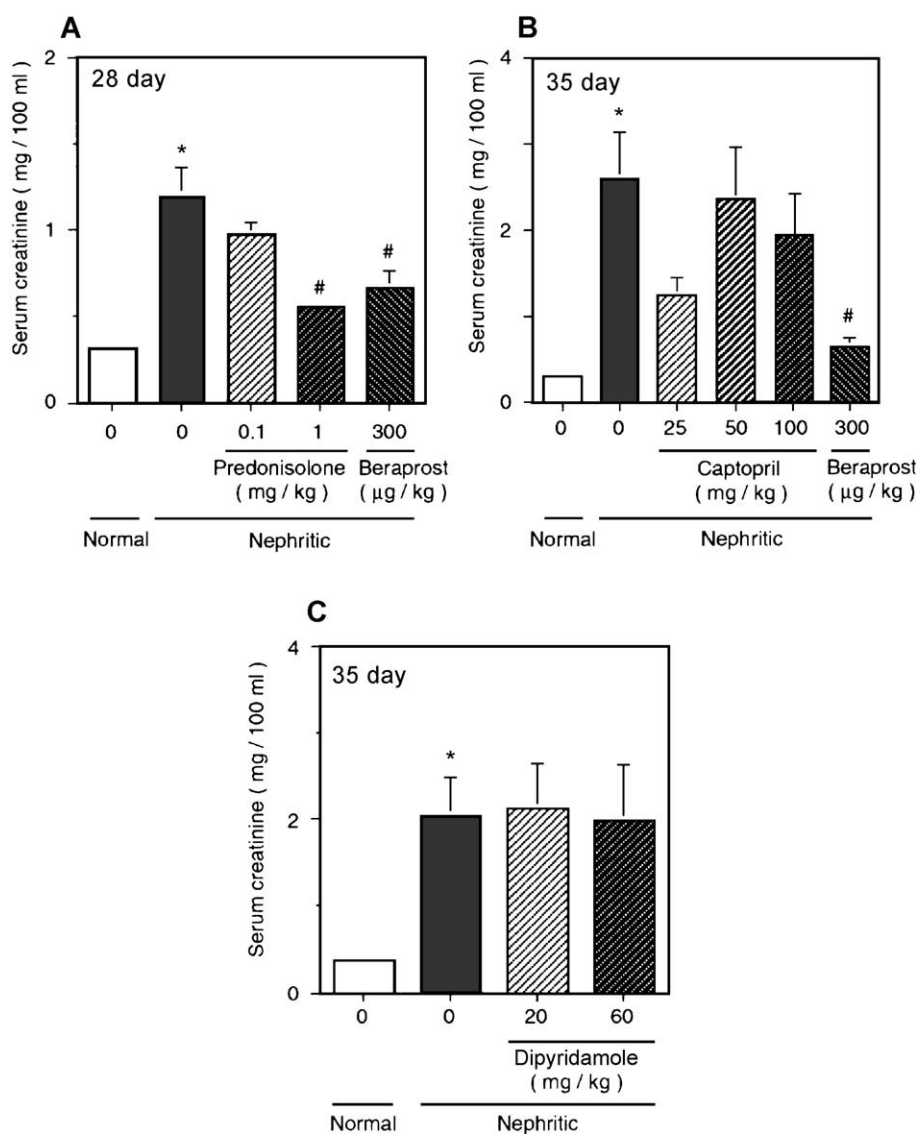 A
Serum creatinine ( mg / 100 ml )
2
1
0
28 day
*
#
#
0 0 0.1 1 300
Predonisolone Beraprost
( mg / kg ) ( μg / kg )
Normal Nephritic
B
Serum creatinine ( mg / 100 ml )
4
2
0
35 day
*
#
0 0 25 50 100 300
Captopril Beraprost
( mg / kg ) ( μg / kg )
Normal Nephritic
C
Serum creatinine ( mg / 100 ml )
4
2
0
35 day
*
0 0 20 60
Dipyridamole
( mg / kg )
Normal Nephritic